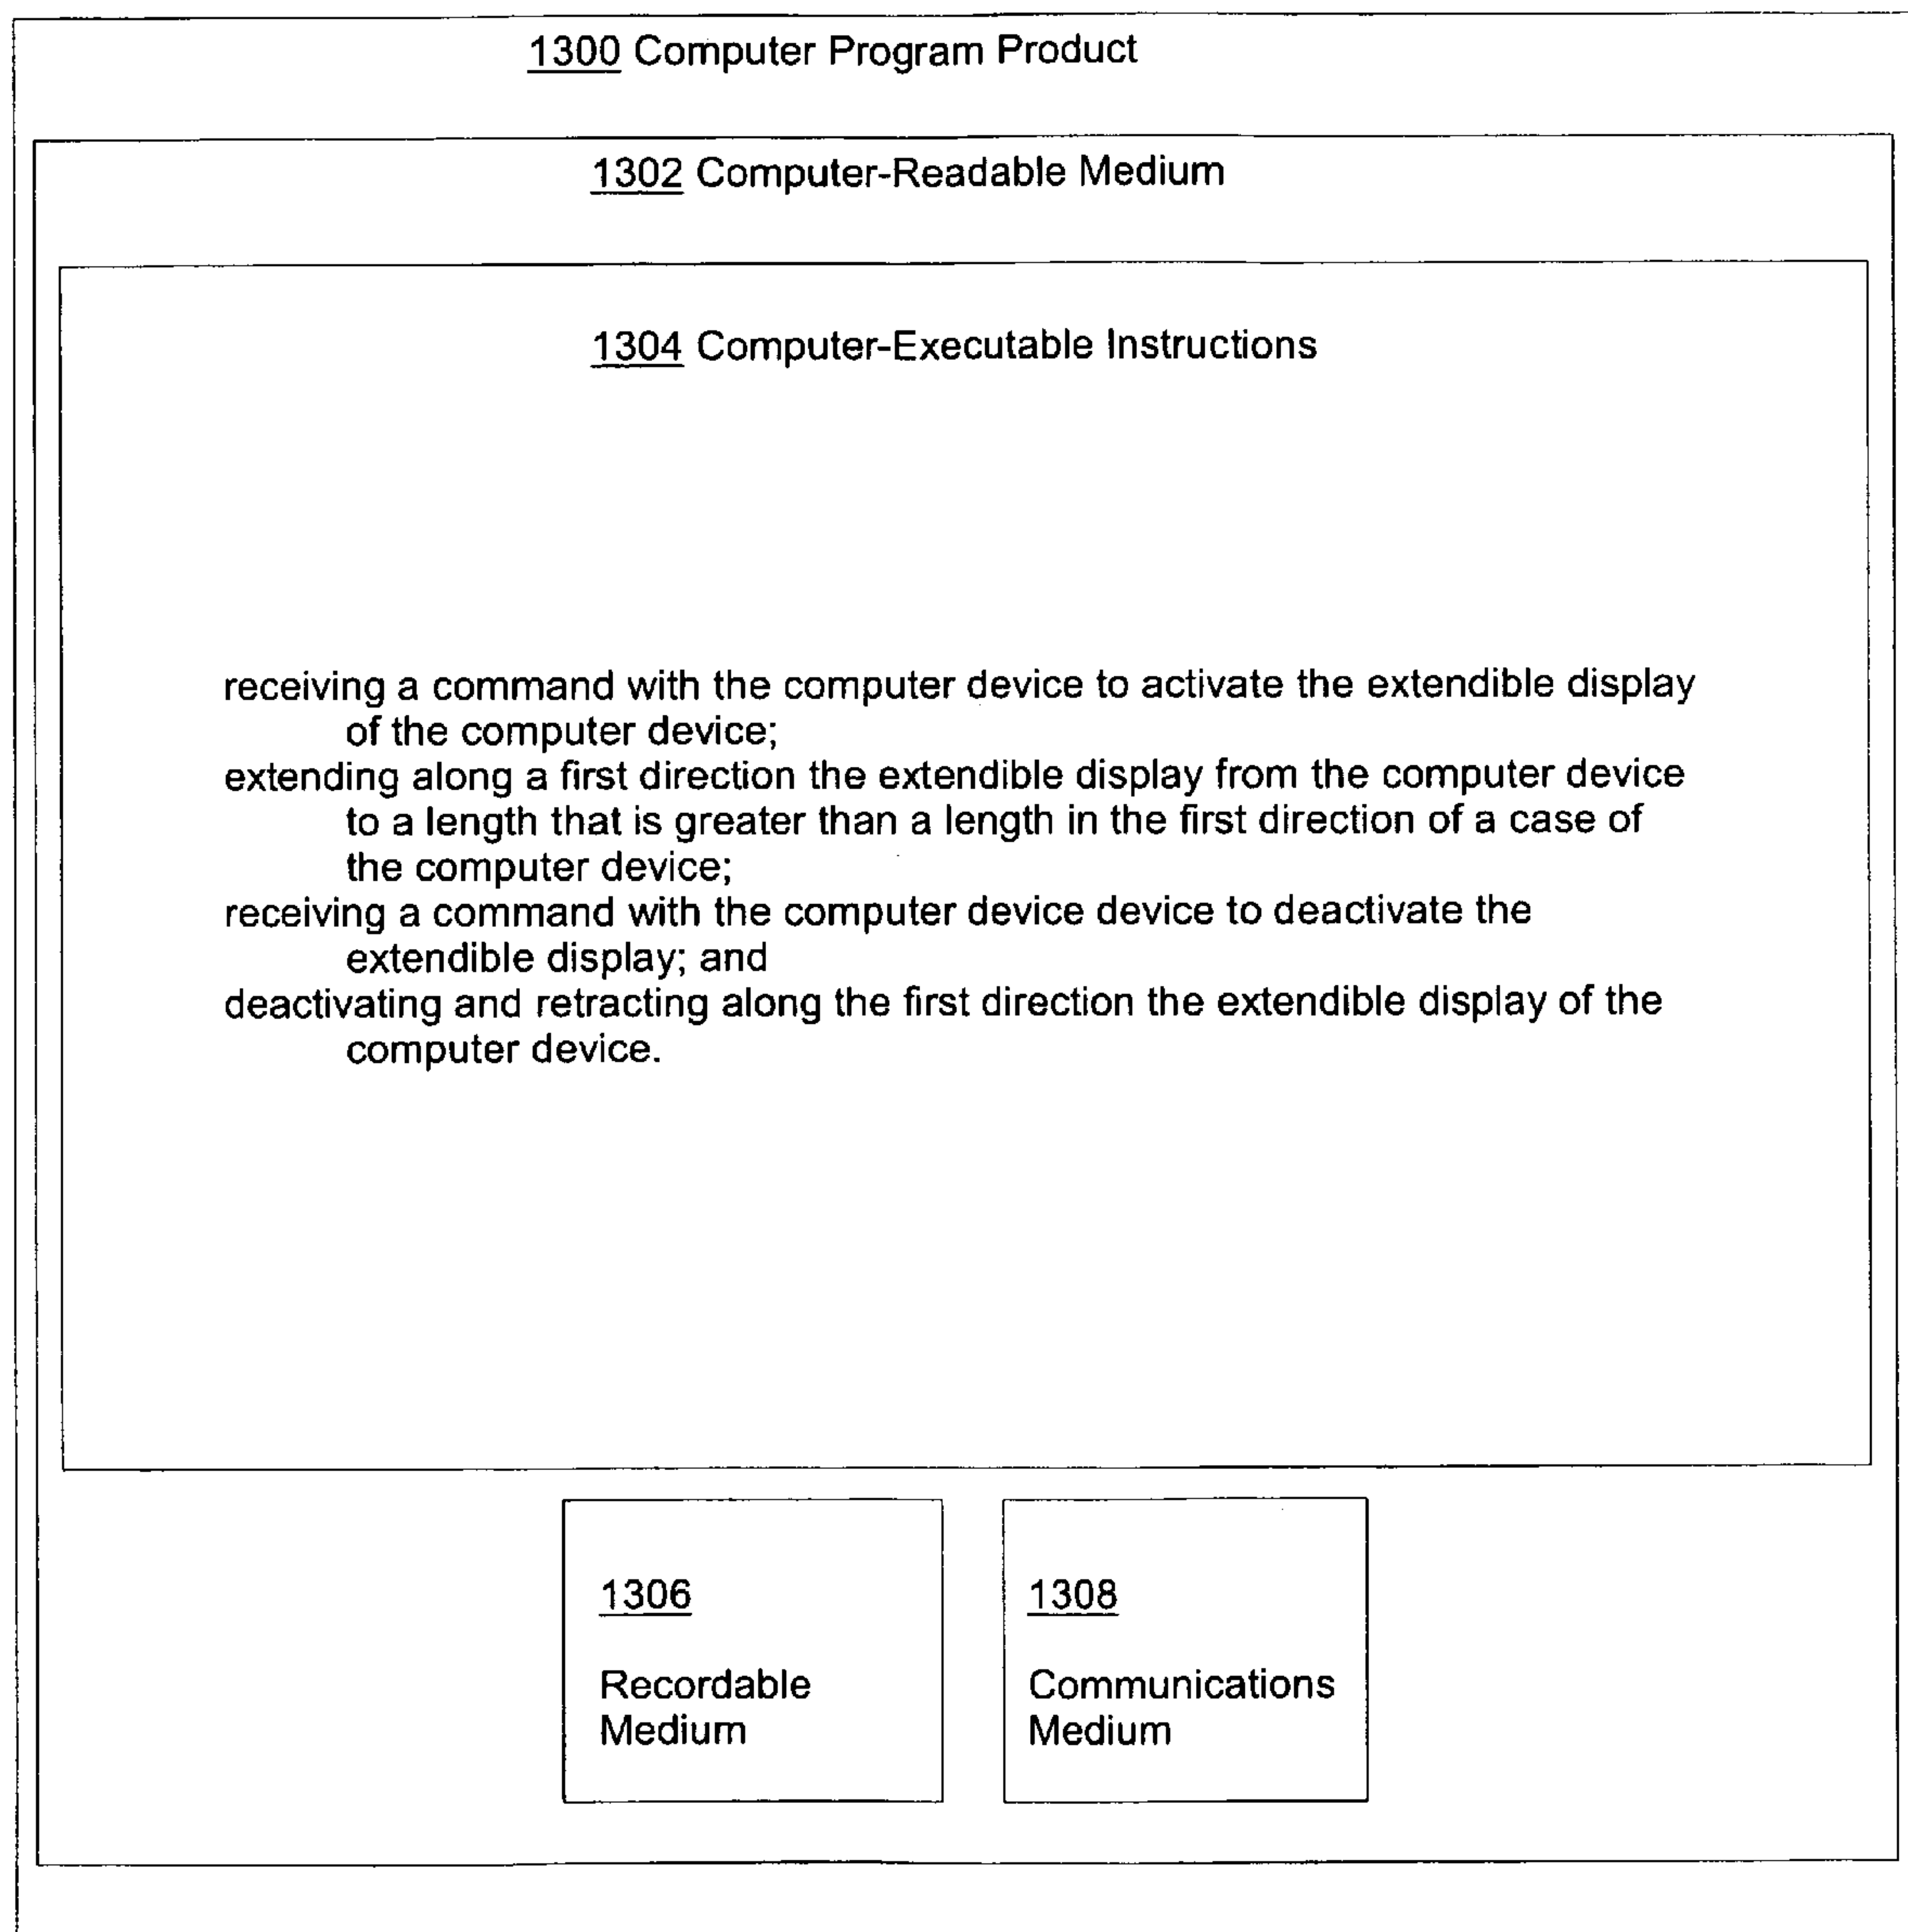 1300 Computer Program Product
1302 Computer-Readable Medium
1304 Computer-Executable Instructions
receiving a command with the computer device to activate the extendible display
of the computer device;
extending along a first direction the extendible display from the computer device
to a length that is greater than a length in the first direction of a case of
the computer device;
receiving a command with the computer device device to deactivate the
extendible display; and
deactivating and retracting along the first direction the extendible display of the
computer device.
1306
Recordable
Medium
1308
Communications
Medium